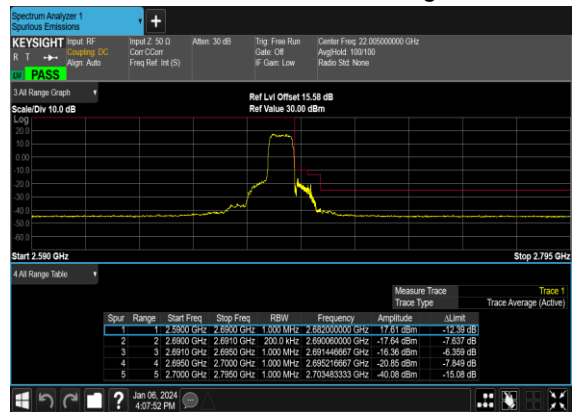 Spectrum Analyzer 1
Spurious Emissions
KEYSIGHT Input: RF Input Z: 50 Ω Atten: 30 dB Trig: Free Run Center Freq: 22.005000000 GHz
R T Coupling: DC Corr CCorr Gate: Off Avg|Hold: 100/100
Align: Auto Freq Ref: Int (S) IF Gain: Low Radio Std: None
LW PASS
3 All Range Graph
Ref Lvl Offset 15.58 dB
Scale/Div 10.0 dB Ref Value 30.00 dBm
Log
20.0
10.0
0.00
-10.0
-20.0
-30.0
-40.0
-50.0
-60.0
Start 2.590 GHz Stop 2.795 GHz
4 All Range Table
Measure Trace Trace 1
Trace Type Trace Average (Active)
Spur Range Start Freq Stop Freq RBW Frequency Amplitude ΔLimit
1 1 2.5900 GHz 2.6900 GHz 1.000 MHz 2.682000000 GHz 17.61 dBm -12.39 dB
2 2 2.6900 GHz 2.6910 GHz 200.0 kHz 2.690060000 GHz -17.64 dBm -7.637 dB
3 3 2.6910 GHz 2.6950 GHz 1.000 MHz 2.691446667 GHz -16.36 dBm -6.359 dB
4 4 2.6950 GHz 2.7000 GHz 1.000 MHz 2.695216667 GHz -20.85 dBm -7.849 dB
5 5 2.7000 GHz 2.7950 GHz 1.000 MHz 2.703483333 GHz -40.08 dBm -15.08 dB
Jan 06, 2024
4:07:52 PM